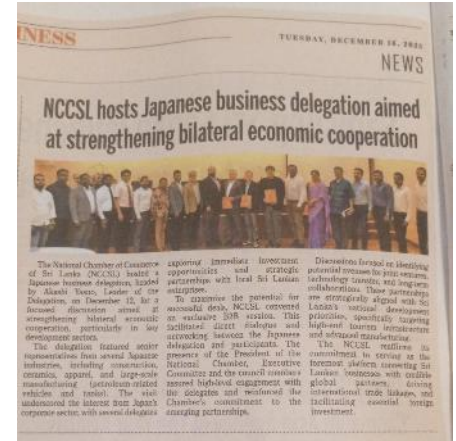 INESS
TUESDAY, DECEMBER
NEWS
NCCSL hosts Japanese business delegation aimed
at strengthening bilateral economic cooperation
The National Chamber of Commerce
of Sri Lanka (NCCSL) hosted a
Japanese business delegation, headed
by Akashi Leader of the
Delegation, on December 12, for a
focused discussion aimed at
strengthening bilateral economic
cooperation, particularly in key
development sectors.
The delegation featured senior
representatives from several Japanese
industries, including construction,
ceramics, apparel, and large-scale
manufacturing (petroleum-related
vehicles and tanks). The visit
underscored the interest from Japan's
corporate sector, with several delegates
exploring immediate investment
opportunities and strategic
partnerships with local Sri Lankan
enterprises.
To maximize the potential for
successful deals, NCCSL convened
an exclusive B2B session. This
facilitated direct dialogue and
networking between the Japanese
delegation and participants. The
presence of the President of the
National Chamber, Executive
Committee and the council members
assured high-level engagement with
the delegates and reinforced the
Chamber's commitment to the
emerging partnerships.
Discussions focused on identifying
potential avenues for joint ventures,
technology transfer, and long-term
collaborations. These partnerships
are strategically aligned with Sri
Lanka's national development
priorities, specifically targeting
high-end tourism infrastructure
and advanced manufacturing.
The NCCSL reaffirms its
commitment to serving as the
foremost platform connecting Sri
Lankan businesses with credible
global partners, driving
international trade linkages, and
facilitating essential foreign
investment.